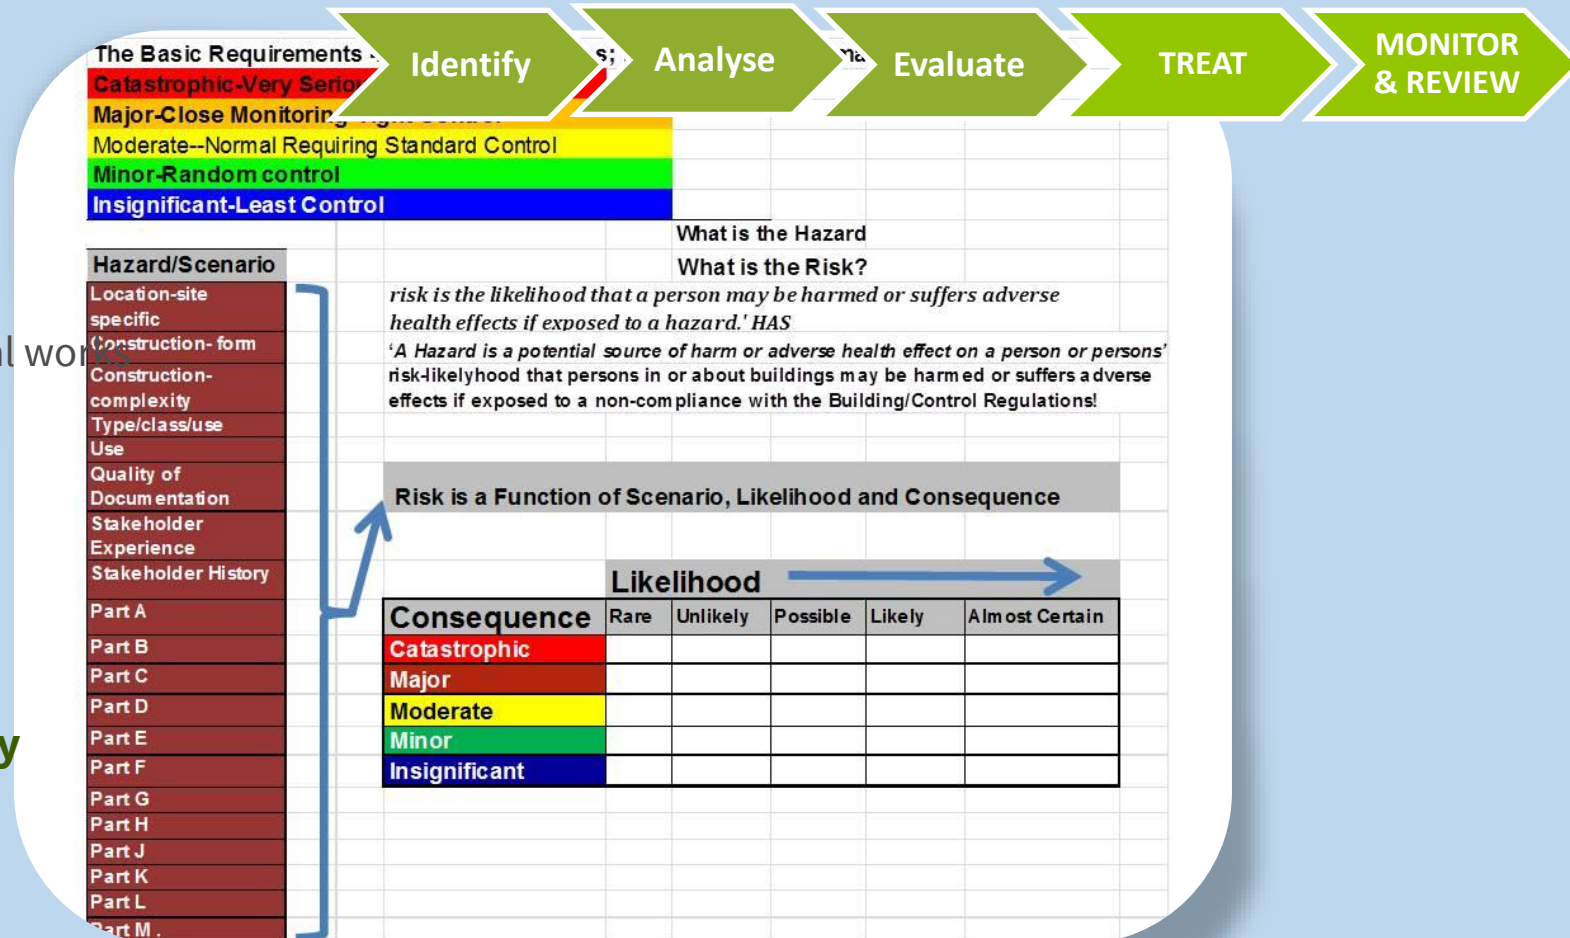 Identify
Analyse
Evaluate
TREAT
MONITOR
& REVIEW
The Basic Requirements
Catastrophic-Very
Major-Close Monitoring
Moderate--Normal Requiring Standard Control
Minor-Random control
Insignificant-Least Control
What is the Hazard
Hazard/Scenario
What is the Risk?
Location-site
specific
Construction- form
Construction-
complexity
Type/class/use
Use
Quality of
Documentation
Stakeholder
Experience
Stakeholder History
Part A
Part B
Part C
Part D
Part E
Part F
Part G
Part H
Part J
Part K
Part L
Part M .
works
y
risk is the likelihood that a person may be harmed or suffers adverse
health effects if exposed to a hazard.' HAS
‘A Hazard is a potential source of harm or adverse health effect on a person or persons’
risk-likelyhood that persons in or about buildings may be harmed or suffers adverse
effects if exposed to a non-compliance with the Building/Control Regulations!
Risk is a Function of Scenario, Likelihood and Consequence
Likelihood
Consequence Rare Unlikely Possible Likely Almost Certain
Catastrophic
Major
Moderate
Minor
Insignificant